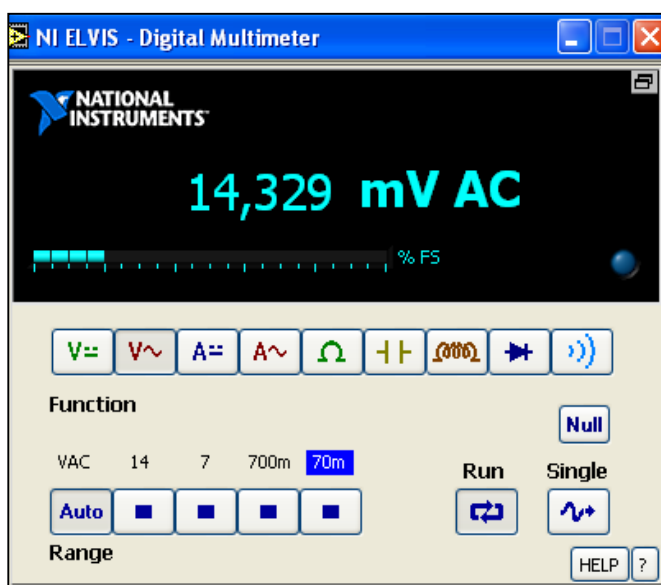 NI ELVIS - Digital Multimeter
NATIONAL
INSTRUMENTS™
14,329 mV AC
% FS
V V A A Ω
Function
Null
VAC 14 7 700m 70m
Run Single
Auto
Range
HELP ?